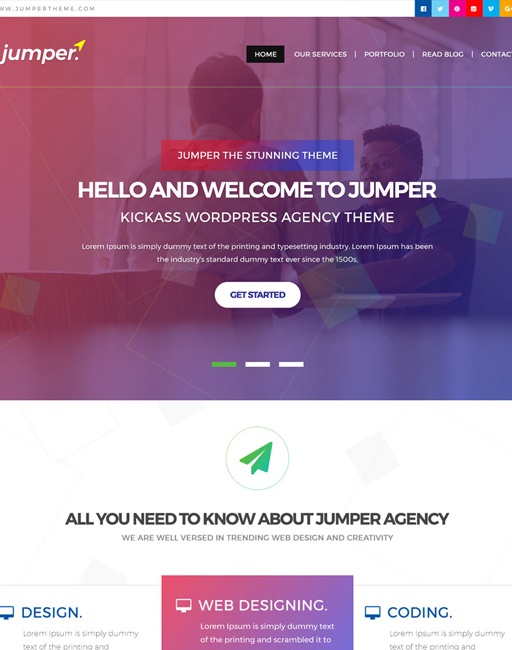 WWW.JUMPERTHEME.COM
jumper.
HOME
OUR SERVICES | PORTFOLIO | READ BLOG |
JUMPER THE STUNNING THEME
HELLO AND WELCOME TO JUMPER
KICKASS WORDPRESS AGENCY THEME
Lorem Ipsum is simply dummy text of the printing and typesetting industry. Lorem Ipsum has been
the industry's standard dummy text ever since the 1500s,
GET STARTED
ALL YOU NEED TO KNOW ABOUT JUMPER AGENCY
WE ARE WELL VERSED IN TRENDING WEB DESIGN AND CREATIVITY
DESIGN.
Lorem Ipsum is simply dummy
text of the printing and
WEB DESIGNING.
Lorem Ipsum is simply dummy text
of the printing and scrambled it to
CODING.
Lorem Ipsum is simply dummy
text of the printing and